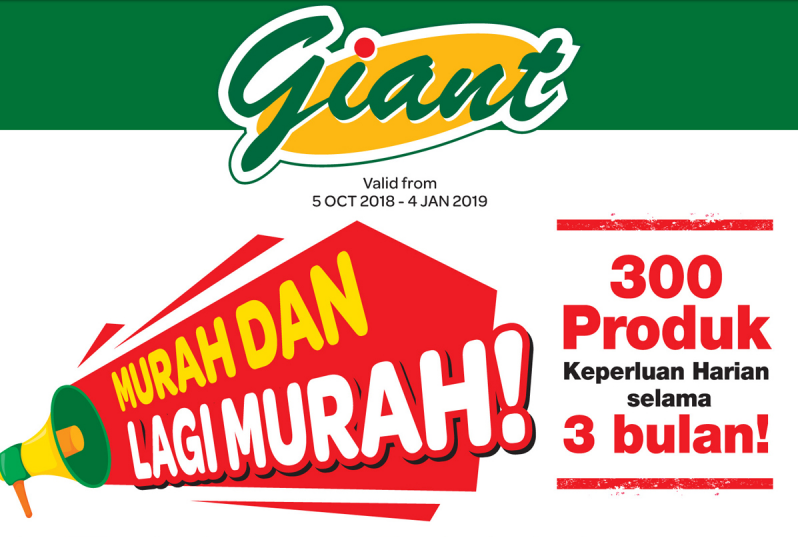 Giant
Valid from
5 OCT 2018 - 4 JAN 2019
MURAH DAN
LAGI MURAH!
300
Produk
Keperluan Harian
selama
3 bulan!